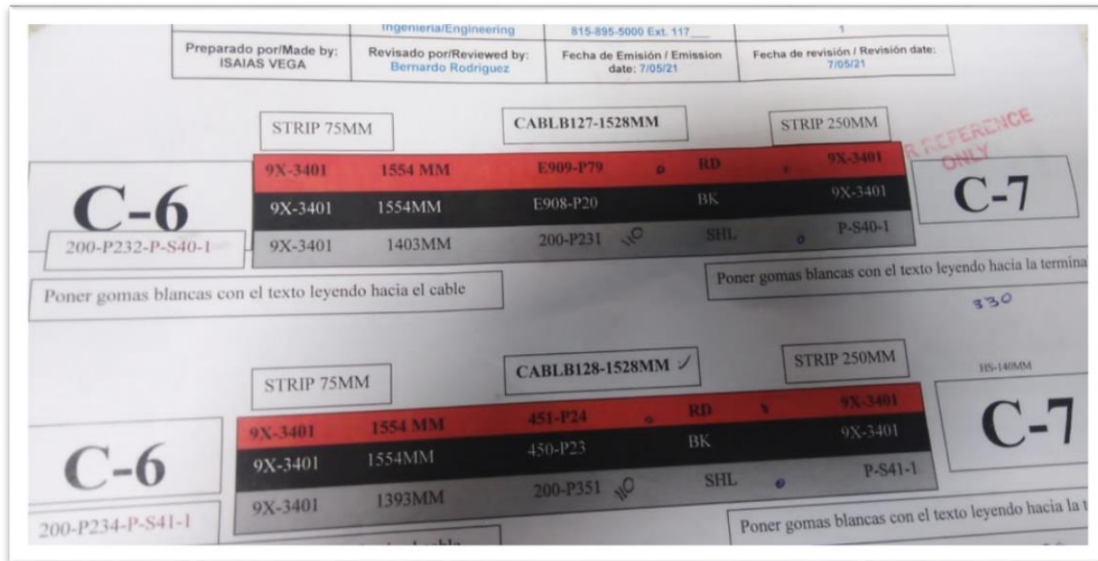 Ingenieria/Engineering 815-895-5000 Ext. 117___ 1
Preparado por/Made by: ISAIAS VEGA
Revisado por/Reviewed by: Bernardo Rodriguez
Fecha de Emisión / Emission date: 7/05/21
Fecha de revisión / Revisión date: 7/05/21
STRIP 75MM CABLB127-1528MM STRIP 250MM
REFERENCE ONLY
C-6
200-P232-P-S40-1
9X-3401 1554 MM E909-P79 RD 9X-3401
9X-3401 1554MM E908-P20 BK 9X-3401
9X-3401 1403MM 200-P231 110 SHL P-S40-1
C-7
Poner gomas blancas con el texto leyendo hacia el cable
Poner gomas blancas con el texto leyendo hacia la termina
330
STRIP 75MM CABLB128-1528MM ✓ STRIP 250MM
HS-140MM
C-6
200-P234-P-S41-1
9X-3401 1554 MM 451-P24 RD 9X-3401
9X-3401 1554MM 450-P23 BK 9X-3401
9X-3401 1393MM 200-P351 110 SHL P-S41-1
C-7
Poner gomas blancas con el texto leyendo hacia la t